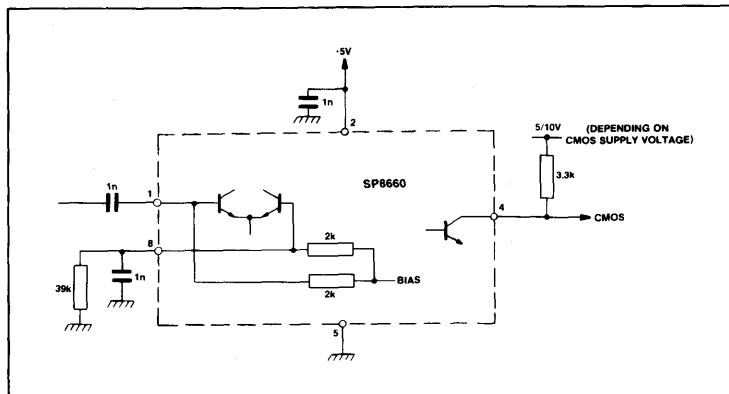 ·5V
1n
2
5/10V
(DEPENDING ON
CMOS SUPPLY VOLTAGE)
SP8660
3.3k
1n
1
4
CMOS
8
2k
39k
1n
BIAS
2k
5